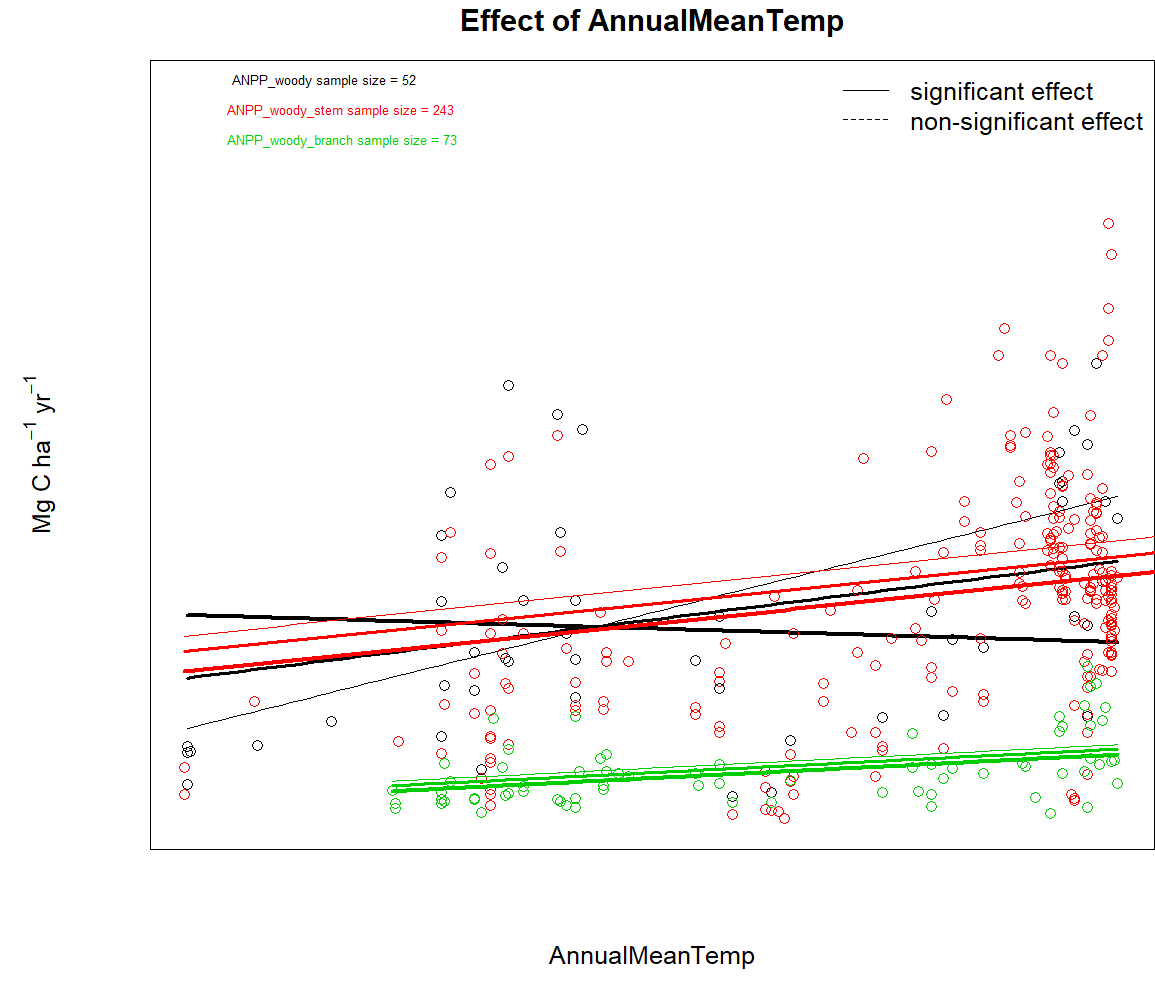 Effect of AnnualMeanTemp
ANPP_woody sample size = 52
ANPP_woody_stem sample size = 243
ANPP_woody_branch sample size = 73
significant effect
non-significant effect
Mg C ha⁻¹ yr⁻¹
AnnualMeanTemp